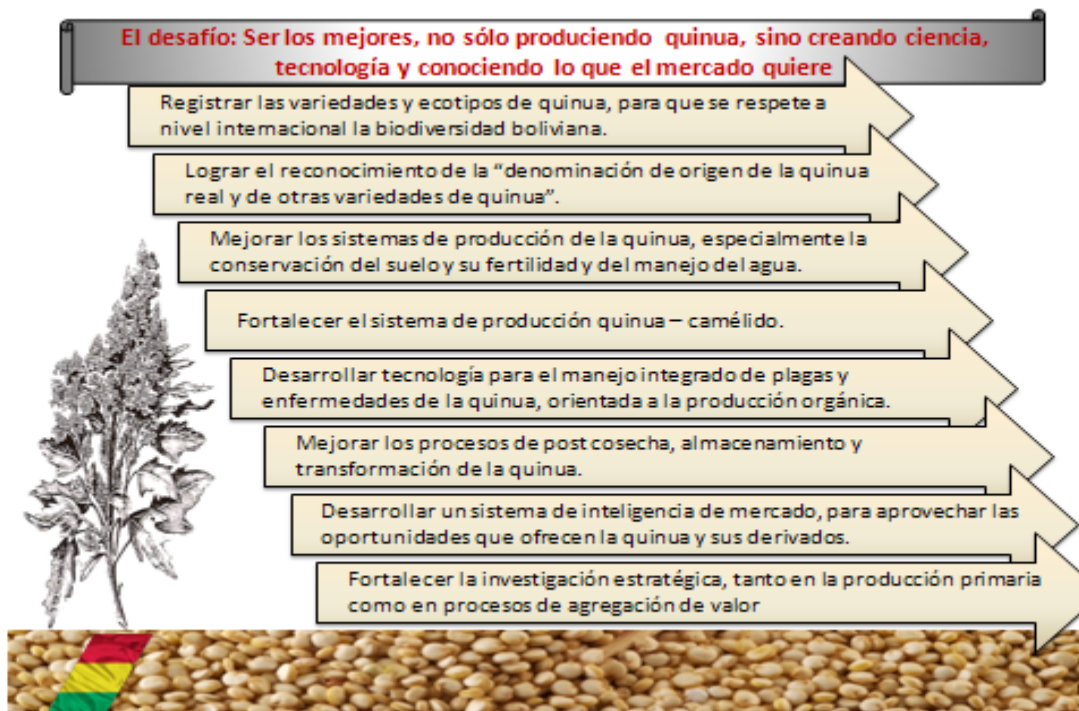 El desafío: Ser los mejores, no sólo produciendo quinua, sino creando ciencia,
tecnología y conociendo lo que el mercado quiere
Registrar las variedades y ecotipos de quinua, para que se respete a
nivel internacional la biodiversidad boliviana.
Lograr el reconocimiento de la “denominación de origen de la quinua
real y de otras variedades de quinua”.
Mejorar los sistemas de producción de la quinua, especialmente la
conservación del suelo y su fertilidad y del manejo del agua.
Fortalecer el sistema de producción quinua – camélido.
Desarrollar tecnología para el manejo integrado de plagas y
enfermedades de la quinua, orientada a la producción orgánica.
Mejorar los procesos de post cosecha, almacenamiento y
transformación de la quinua.
Desarrollar un sistema de inteligencia de mercado, para aprovechar las
oportunidades que ofrecen la quinua y sus derivados.
Fortalecer la investigación estratégica, tanto en la producción primaria
como en procesos de agregación de valor